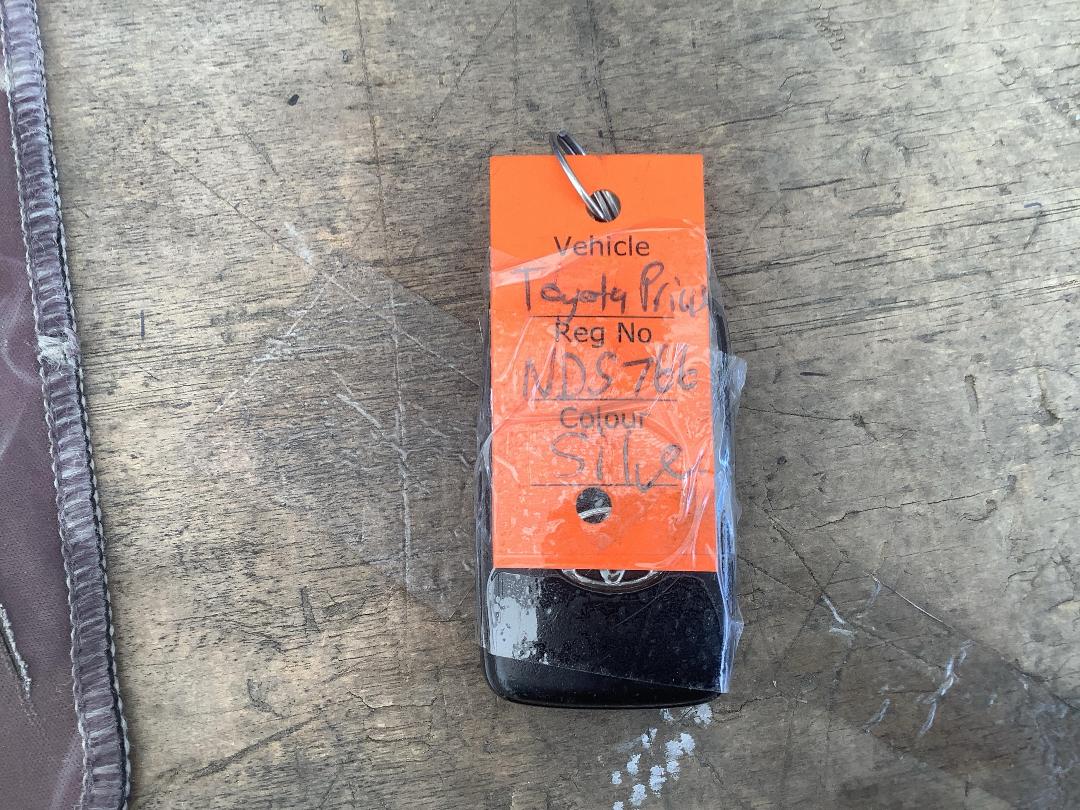 Vehicle
Toyota Prius
Reg No
NDS766
Colour
Silver